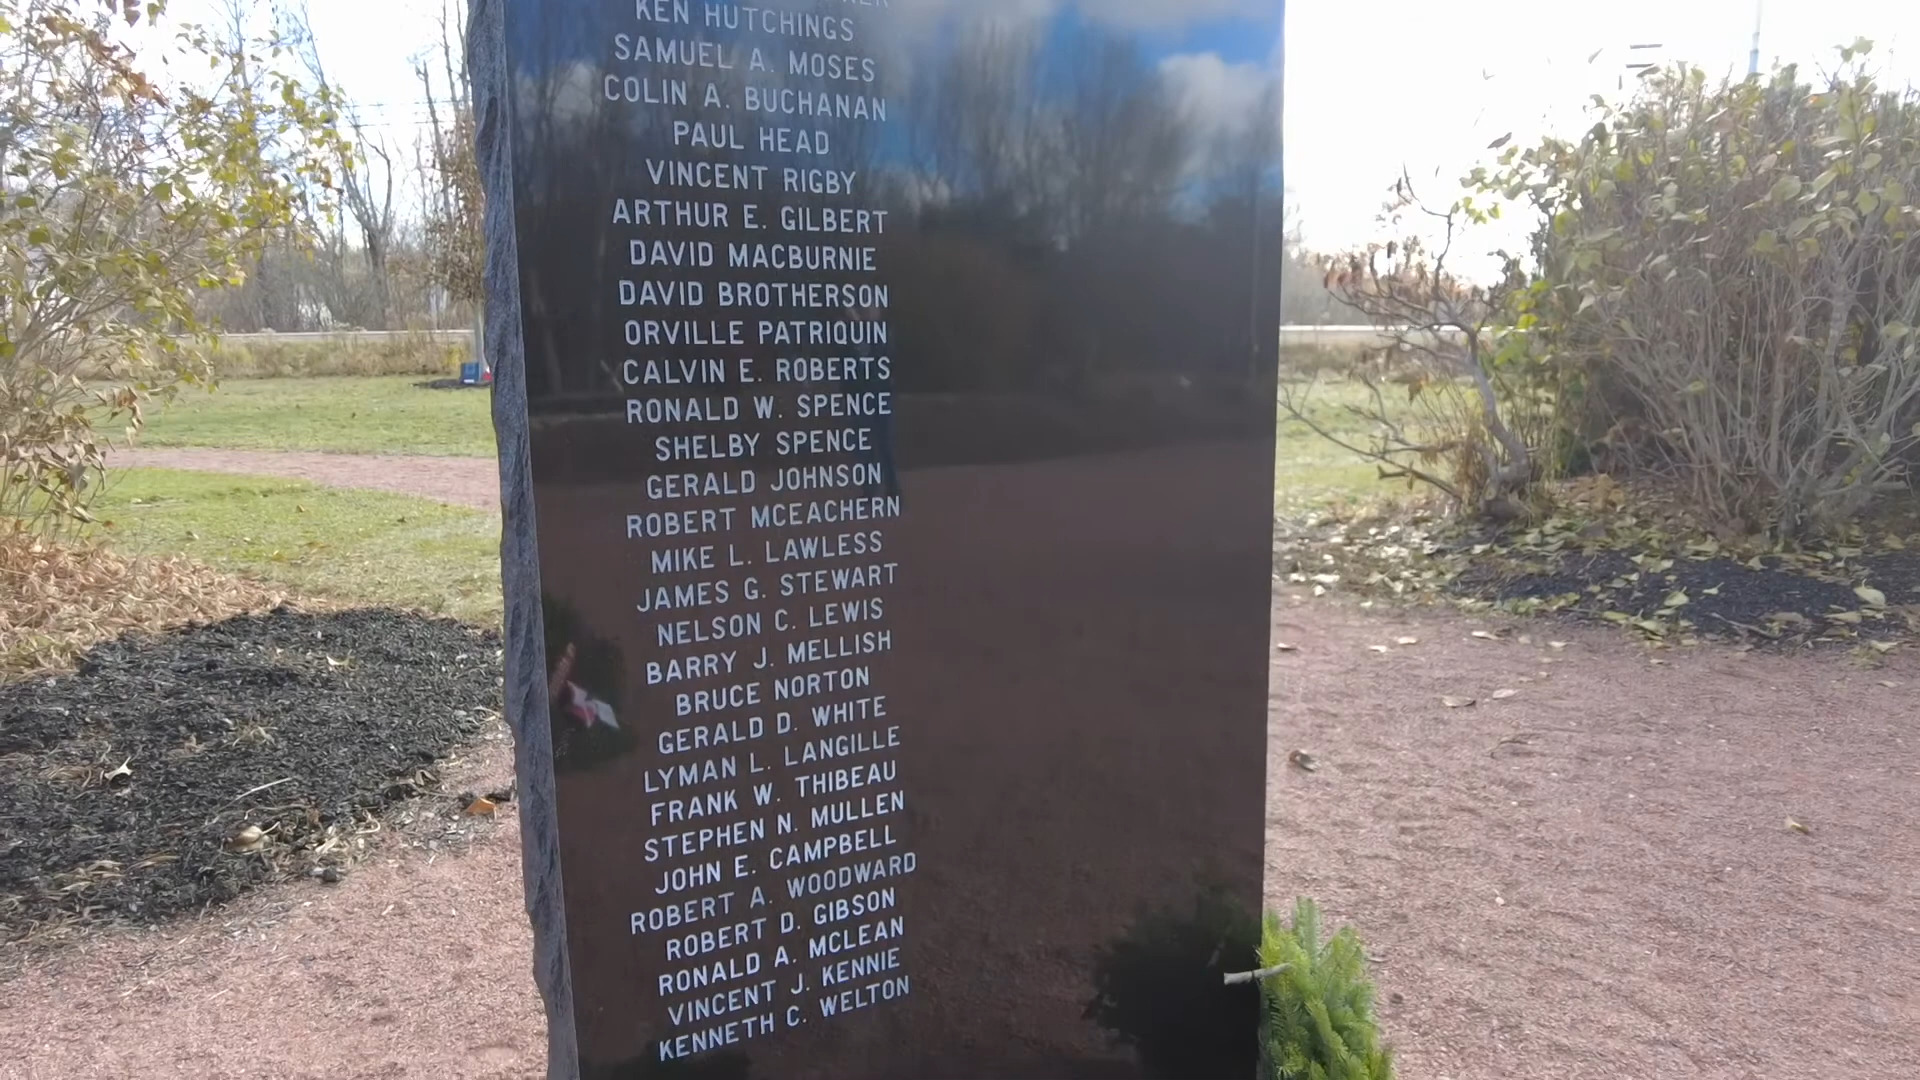 KEN HUTCHINGS
SAMUEL A. MOSES
COLIN A. BUCHANAN
PAUL HEAD
VINCENT RIGBY
ARTHUR E. GILBERT
DAVID MACBURNIE
DAVID BROTHERSON
ORVILLE PATRIQUIN
CALVIN E. ROBERTS
RONALD W. SPENCE
SHELBY SPENCE
GERALD JOHNSON
ROBERT MCEACHERN
MIKE L. LAWLESS
JAMES G. STEWART
NELSON C. LEWIS
BARRY J. MELLISH
BRUCE NORTON
GERALD D. WHITE
LYMAN L. LANGILLE
FRANK W. THIBEAU
STEPHEN N. MULLEN
JOHN E. CAMPBELL
ROBERT A. WOODWARD
ROBERT D. GIBSON
RONALD A. MCLEAN
VINCENT J. KENNIE
KENNETH C. WELTON